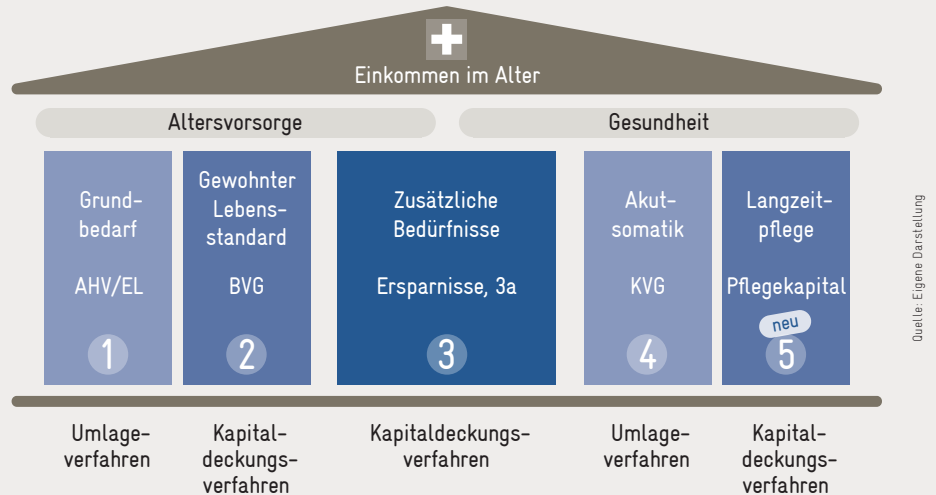 Einkommen im Alter
Altersvorsorge
Gesundheit
Grund-
bedarf
AHV/EL
1
Gewohnter
Lebens-
standard
BVG
2
Zusätzliche
Bedürfnisse
Ersparnisse, 3a
3
Akut-
somatik
KVG
4
Langzeit-
pflege
Pflegekapital
neu
5
Umlage-
verfahren
Kapital-
deckungs-
verfahren
Kapitaldeckungs-
verfahren
Umlage-
verfahren
Kapital-
deckungs-
verfahren
Quelle: Eigene Darstellung